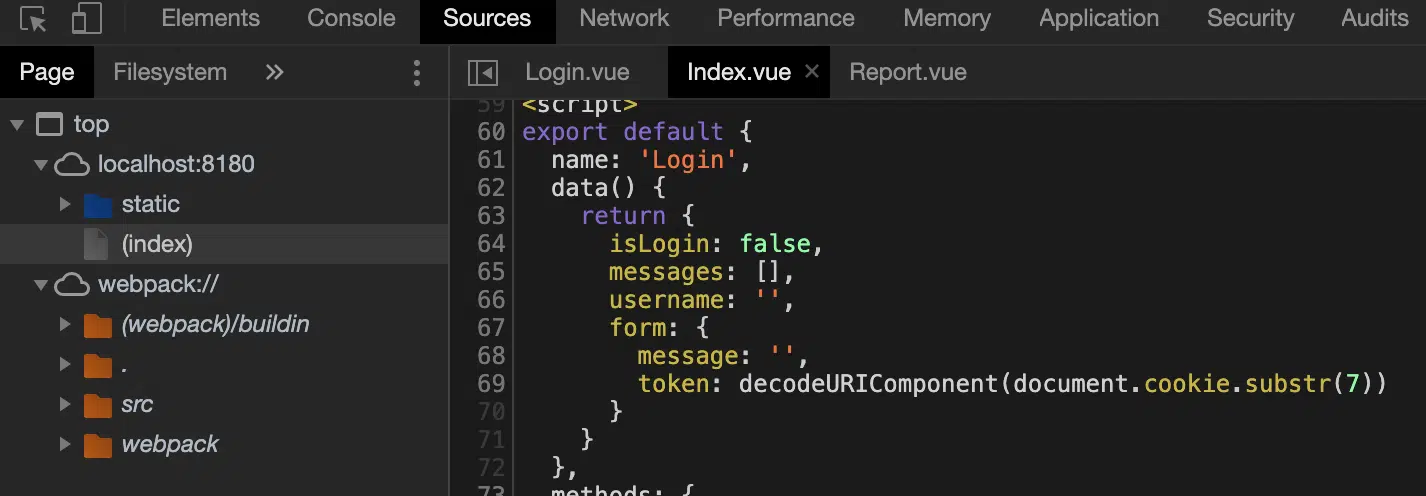 Elements Console Sources Network Performance Memory Application Security Audits
Page Filesystem »
Login.vue Index.vue × Report.vue
top
localhost:8180
static
(index)
webpack://
(webpack)/buildin
.
src
webpack
59 <script>
60 export default {
61 name: 'Login',
62 data() {
63 return {
64 isLogin: false,
65 messages: [],
66 username: '',
67 form: {
68 message: '',
69 token: decodeURIComponent(document.cookie.substr(7))
70 }
71 }
72 },
73 methods: {